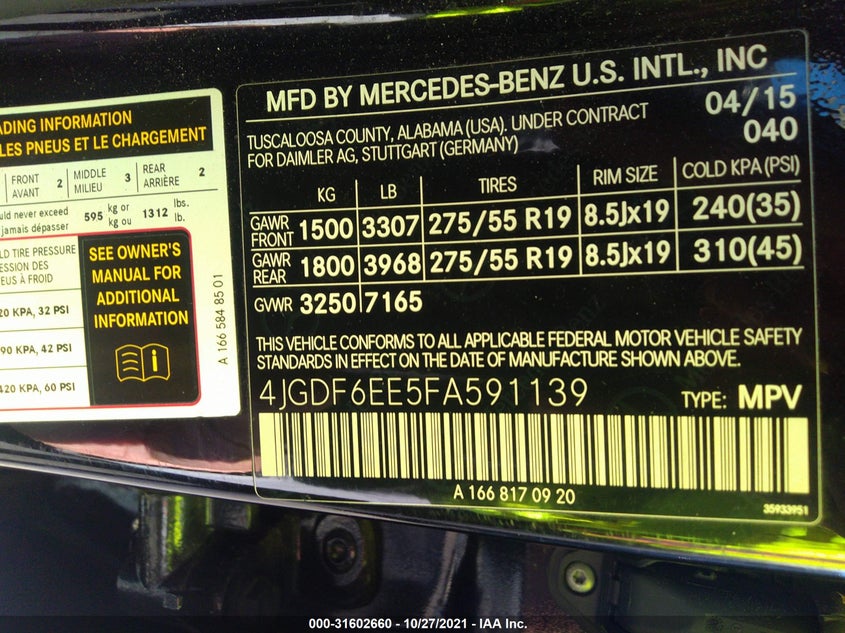 ADING INFORMATION
LES PNEUS ET LE CHARGEMENT
FRONT AVANT 2 MIDDLE MILIEU 3 REAR ARRIÈRE 2
uld never exceed 595 kg or 1312 lbs.
jamais dépasser kg ou lb.
LD TIRE PRESSURE
ESSION DES
EUS À FROID
20 KPA, 32 PSI
90 KPA, 42 PSI
420 KPA, 60 PSI
SEE OWNER'S
MANUAL FOR
ADDITIONAL
INFORMATION
A 166 584 85 01
MFD BY MERCEDES-BENZ U.S. INTL., INC
TUSCALOOSA COUNTY, ALABAMA (USA). UNDER CONTRACT
FOR DAIMLER AG, STUTTGART (GERMANY)
04/15
040
KG LB TIRES RIM SIZE COLD KPA (PSI)
GAWR FRONT 1500 3307 275/55 R19 8.5Jx19 240(35)
GAWR REAR 1800 3968 275/55 R19 8.5Jx19 310(45)
GVWR 3250 7165
THIS VEHICLE CONFORMS TO ALL APPLICABLE FEDERAL MOTOR VEHICLE SAFETY
STANDARDS IN EFFECT ON THE DATE OF MANUFACTURE SHOWN ABOVE.
4JGDF6EE5FA591139 TYPE: MPV
A 166 817 09 20
35933951
000-31602660 - 10/27/2021 - IAA Inc.